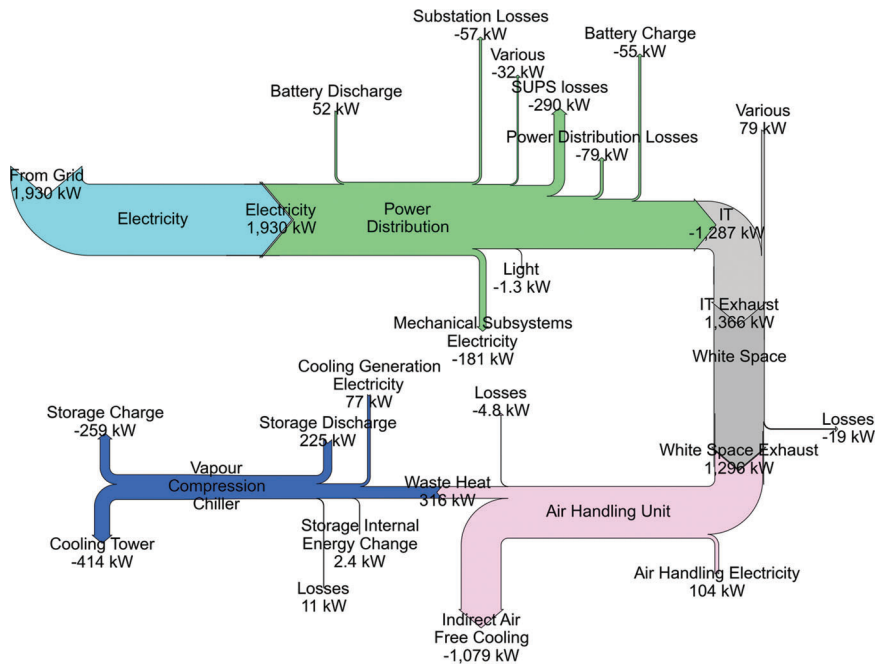 Substation Losses
-57 kW
Battery Charge
-55 kW
Various
-32 kW
SUPS losses
-290 kW
Battery Discharge
52 kW
Various
79 kW
Power Distribution Losses
-79 kW
From Grid
1,930 kW
Electricity
Electricity
1,930 kW
Power
Distribution
IT
-1,287 kW
Light
-1.3 kW
Mechanical Subsystems
Electricity
-181 kW
IT Exhaust
1,366 kW
White Space
Cooling Generation
Electricity
77 kW
Losses
-4.8 kW
Storage Charge
-259 kW
Storage Discharge
225 kW
Losses
-19 kW
White Space Exhaust
1,296 kW
Vapour
Compression
Chiller
Waste Heat
316 kW
Air Handling Unit
Cooling Tower
-414 kW
Storage Internal
Energy Change
2.4 kW
Losses
11 kW
Air Handling Electricity
104 kW
Indirect Air
Free Cooling
-1,079 kW